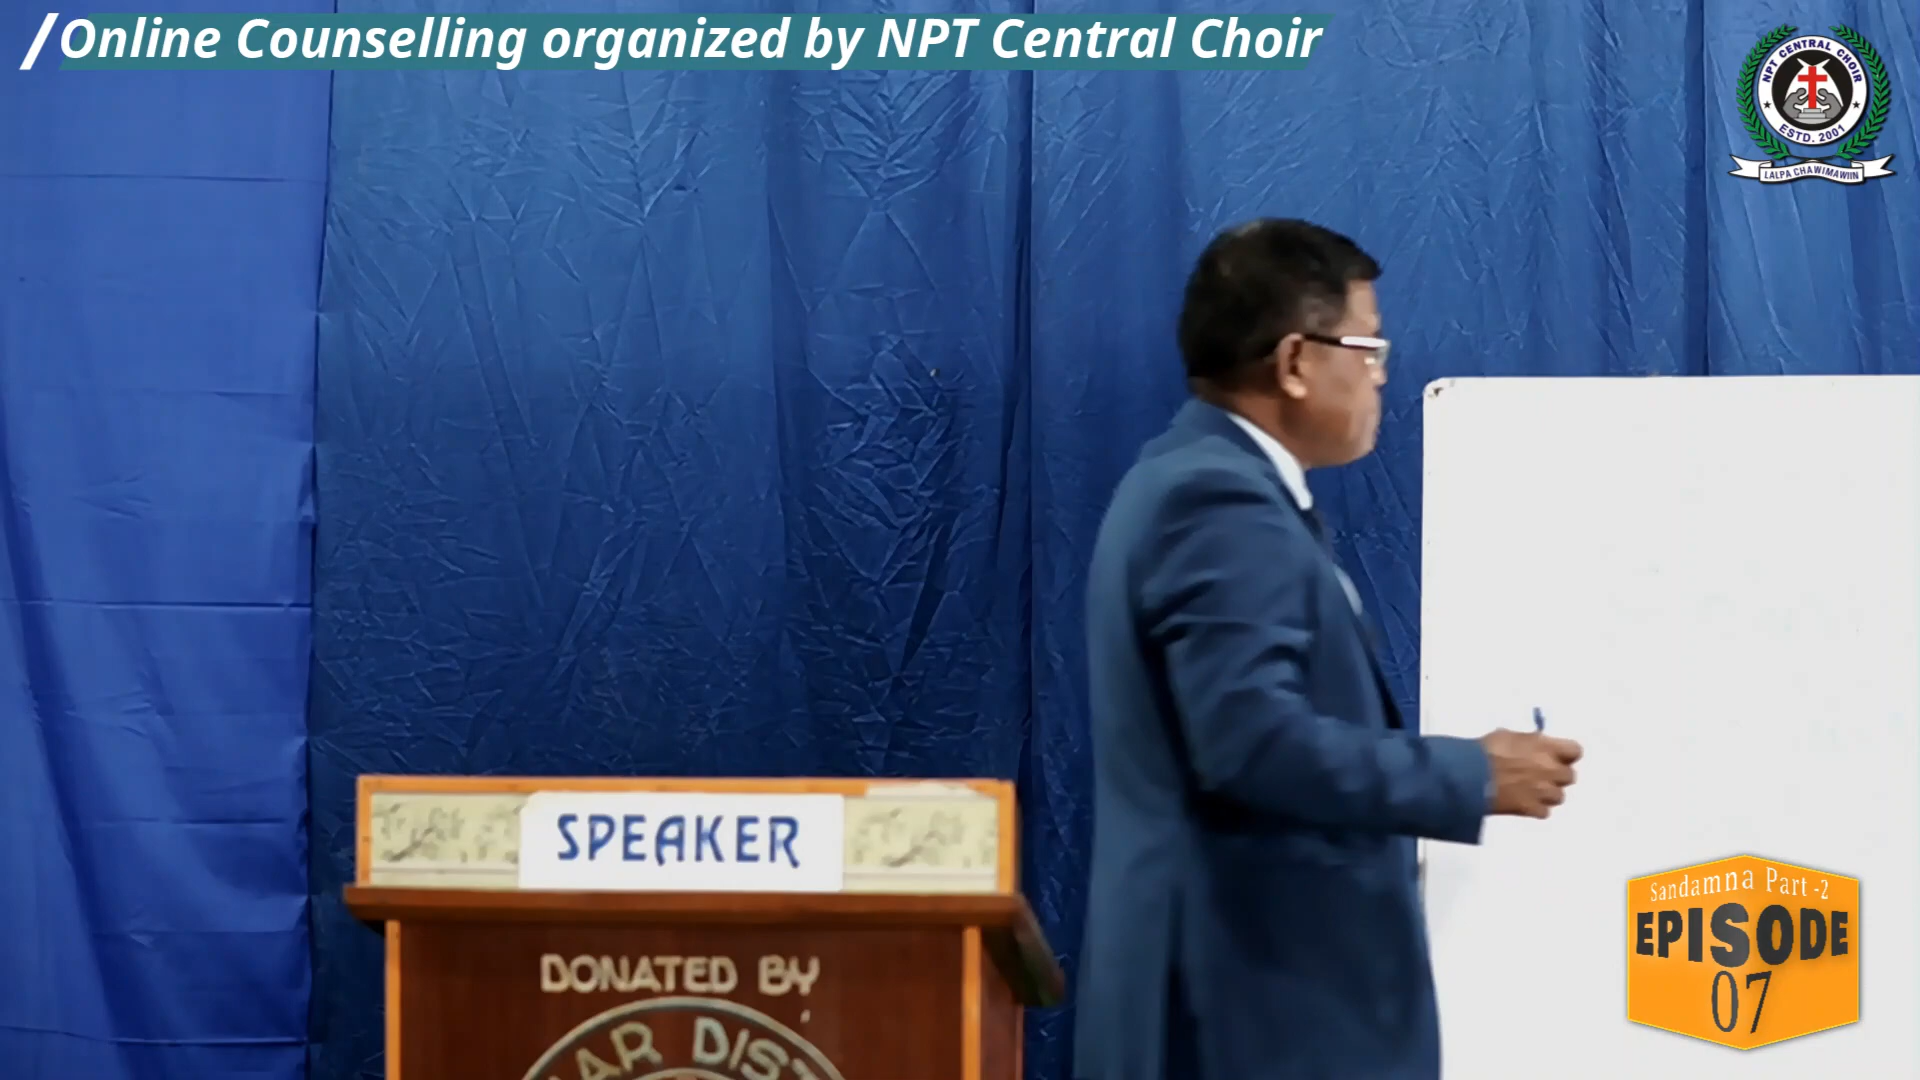 /Online Counselling organized by NPT Central Choir
NPT CENTRAL CHOIR
ESTD. 2001
LALPA CHAWIMAWIIN
SPEAKER
DONATED BY
Sandamna Part -2
EPISODE
07